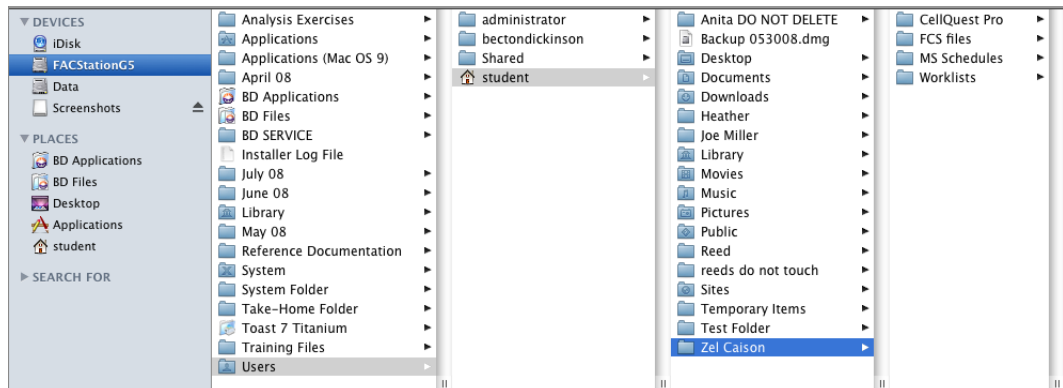 DEVICES
iDisk
FACStationG5
Data
Screenshots
PLACES
BD Applications
BD Files
Desktop
Applications
student
SEARCH FOR
Analysis Exercises
Applications
Applications (Mac OS 9)
April 08
BD Applications
BD Files
BD SERVICE
Installer Log File
July 08
June 08
Library
May 08
Reference Documentation
System
System Folder
Take-Home Folder
Toast 7 Titanium
Training Files
Users
administrator
bectondickinson
Shared
student
Anita DO NOT DELETE
Backup 053008.dmg
Desktop
Documents
Downloads
Heather
Joe Miller
Library
Movies
Music
Pictures
Public
Reed
reeds do not touch
Sites
Temporary Items
Test Folder
Zel Caison
CellQuest Pro
FCS files
MS Schedules
Worklists